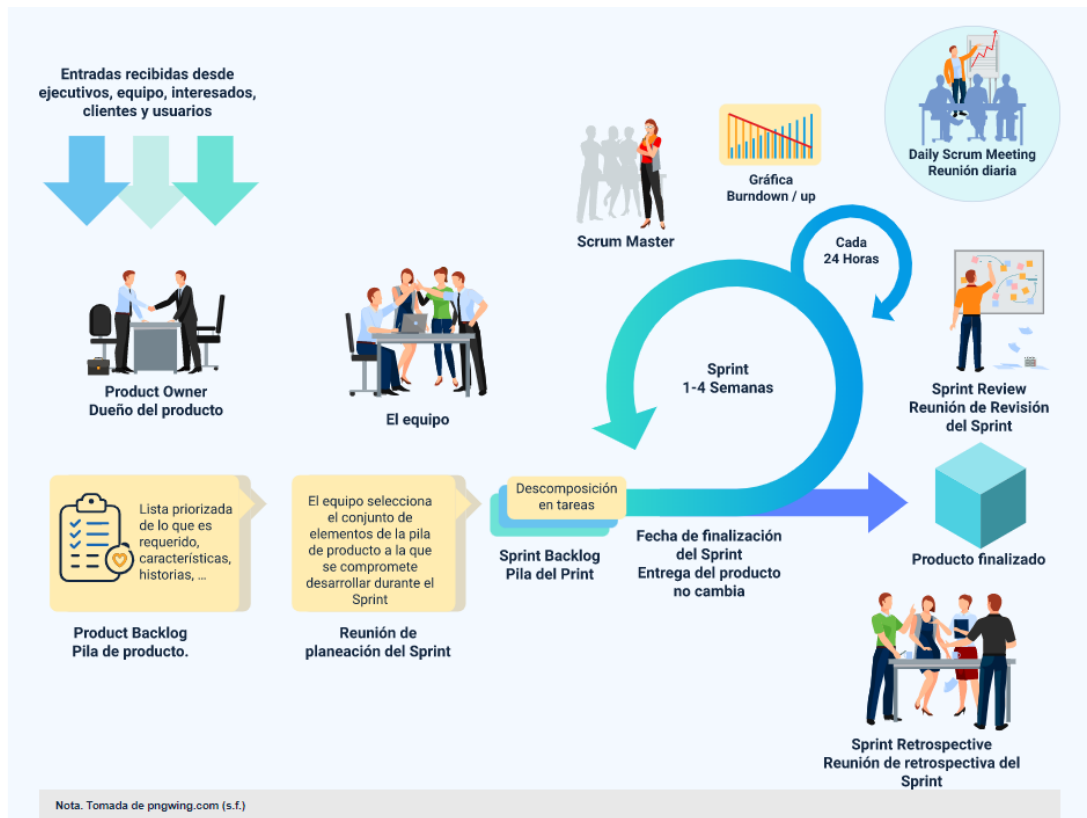 Entradas recibidas desde
ejecutivos, equipo, interesados,
clientes y usuarios
Product Owner
Dueño del producto
El equipo
Scrum Master
Gráfica
Burndown / up
Daily Scrum Meeting
Reunión diaria
Cada
24 Horas
Sprint
1-4 Semanas
Sprint Review
Reunión de Revisión
del Sprint
Lista priorizada
de lo que es
requerido,
características,
historias, ...
Product Backlog
Pila de producto.
El equipo selecciona
el conjunto de
elementos de la pila
de producto a la que
se compromete
desarrollar durante el
Sprint
Reunión de
planeación del Sprint
Descomposición
en tareas
Sprint Backlog
Pila del Print
Fecha de finalización
del Sprint
Entrega del producto
no cambia
Producto finalizado
Sprint Retrospective
Reunión de retrospectiva del
Sprint
Nota. Tomada de pngwing.com (s.f.)